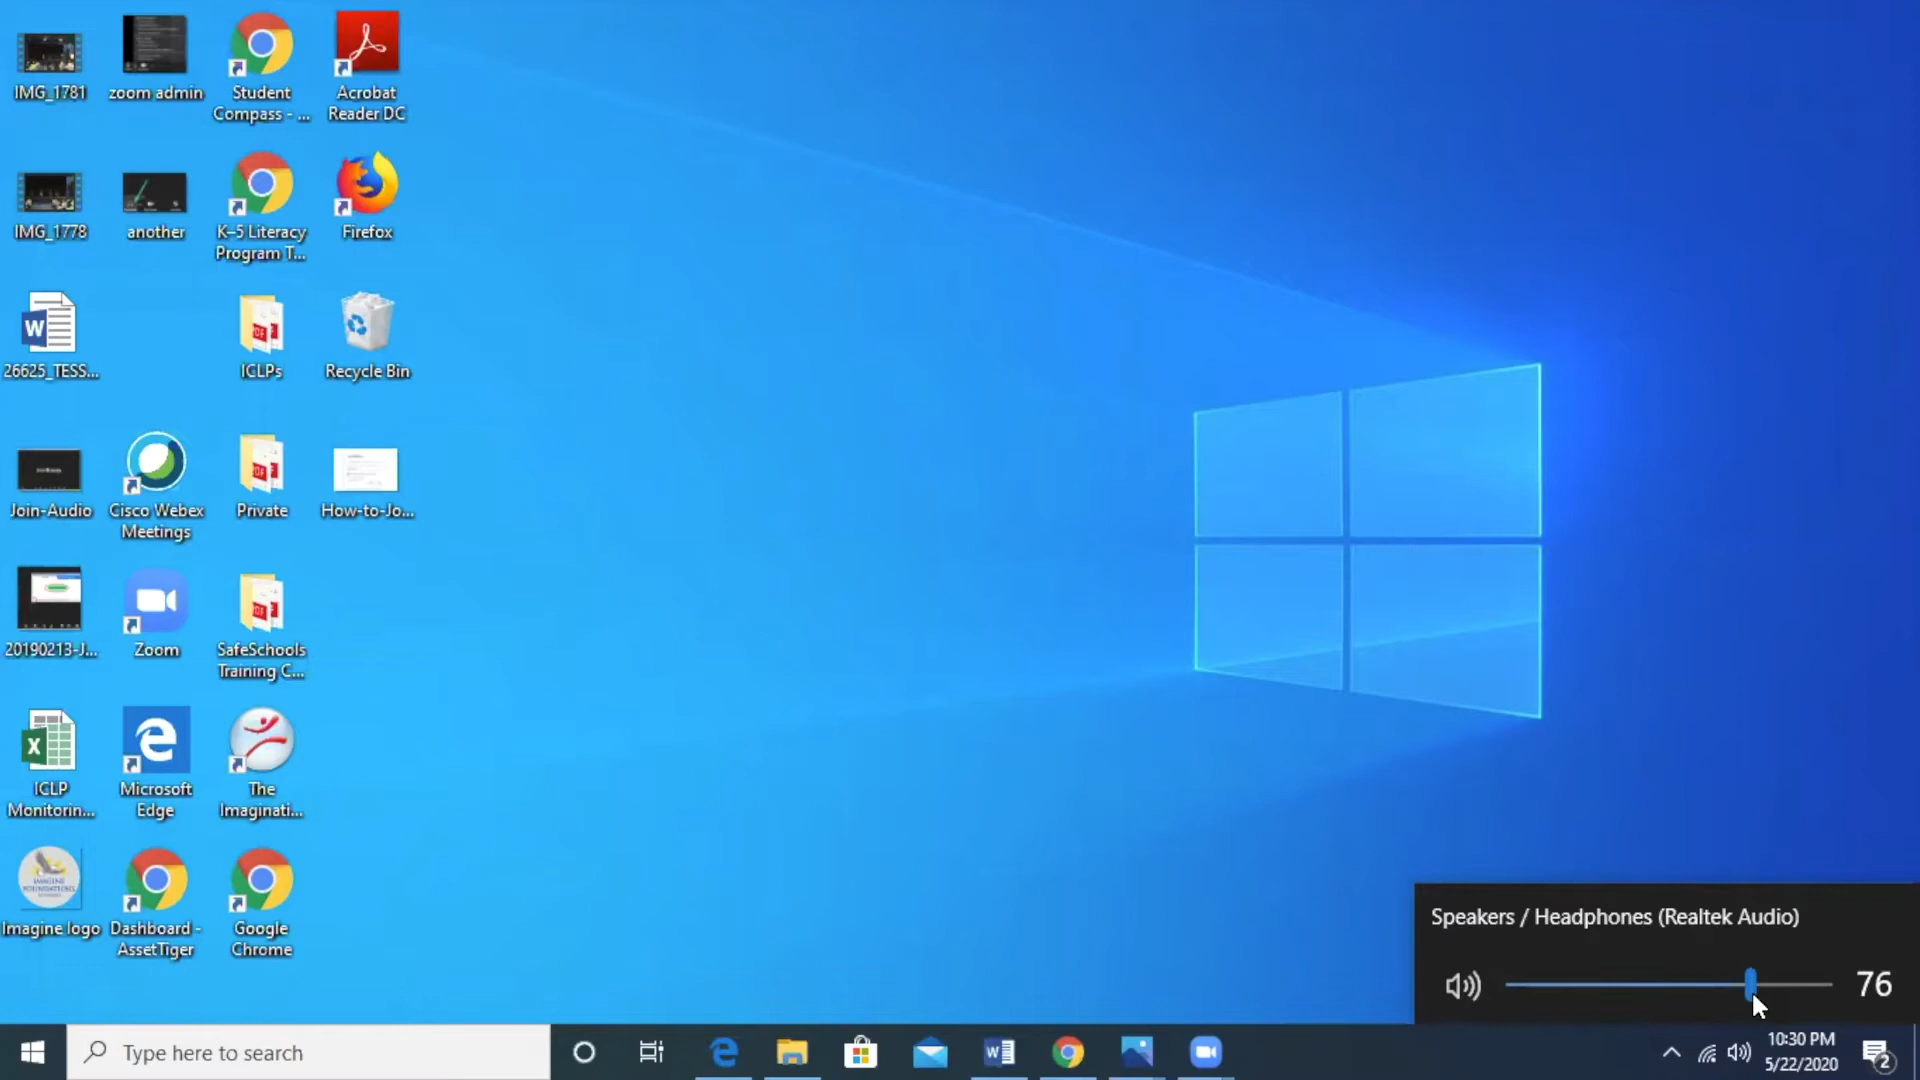 IMG_1781
zoom admin
Student
Compass - ...
Acrobat
Reader DC
IMG_1778
another
K-5 Literacy
Program T...
Firefox
26625_TESS...
ICLPs
Recycle Bin
Join-Audio
Cisco Webex
Meetings
Private
How-to-Jo...
20190213-J...
Zoom
SafeSchools
Training C...
ICLP
Monitorin...
Microsoft
Edge
The
Imaginati...
Imagine logo
Dashboard -
AssetTiger
Google
Chrome
Speakers / Headphones (Realtek Audio)
76
Type here to search
10:30 PM
5/22/2020
2